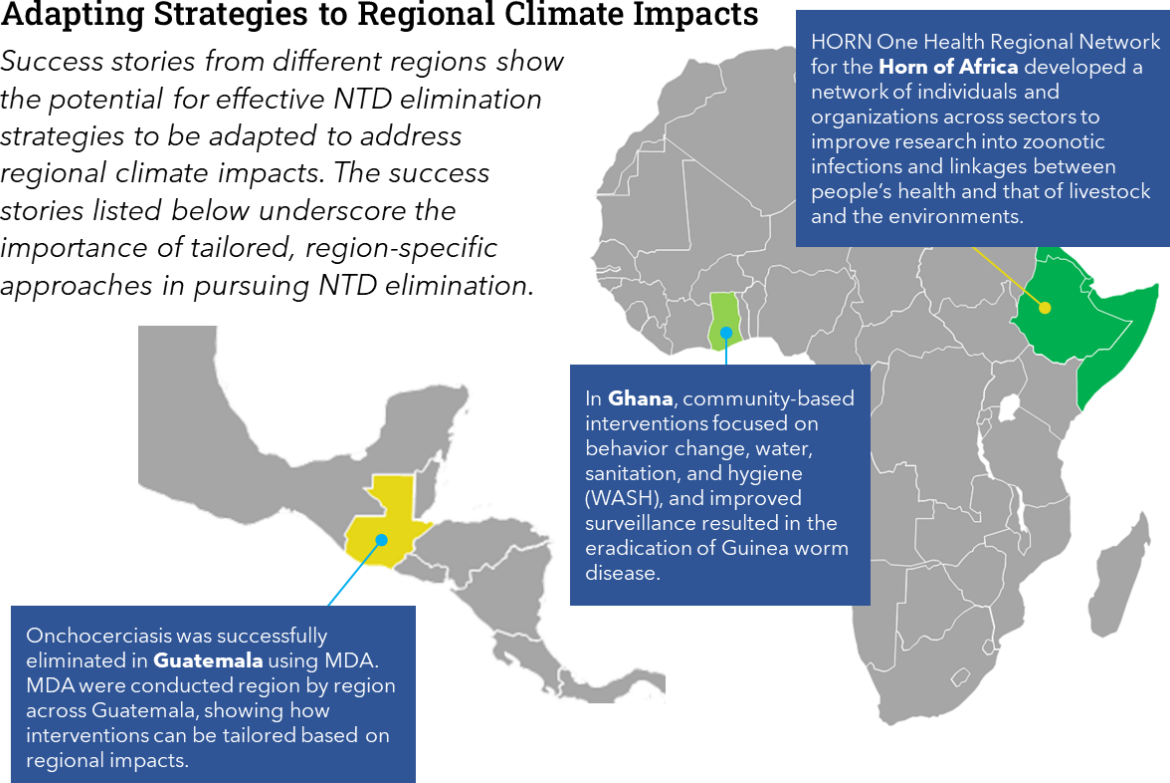 Adapting Strategies to Regional Climate Impacts
Success stories from different regions show
the potential for effective NTD elimination
strategies to be adapted to address
regional climate impacts. The success
stories listed below underscore the
importance of tailored, region-specific
approaches in pursuing NTD elimination.
HORN One Health Regional Network
for the Horn of Africa developed a
network of individuals and
organizations across sectors to
improve research into zoonotic
infections and linkages between
people's health and that of livestock
and the environments.
In Ghana, community-based
interventions focused on
behavior change, water,
sanitation, and hygiene
(WASH), and improved
surveillance resulted in the
eradication of Guinea worm
disease.
Onchocerciasis was successfully
eliminated in Guatemala using MDA.
MDA were conducted region by region
across Guatemala, showing how
interventions can be tailored based on
regional impacts.